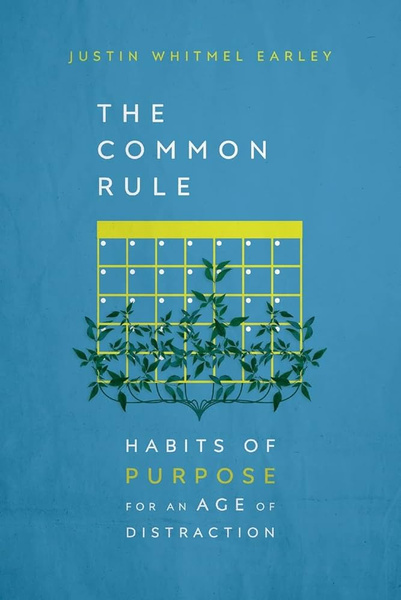 JUSTIN WHITMEL EARLEY
THE
COMMON
RULE
HABITS OF
PURPOSE
FOR AN AGE OF
DISTRACTION